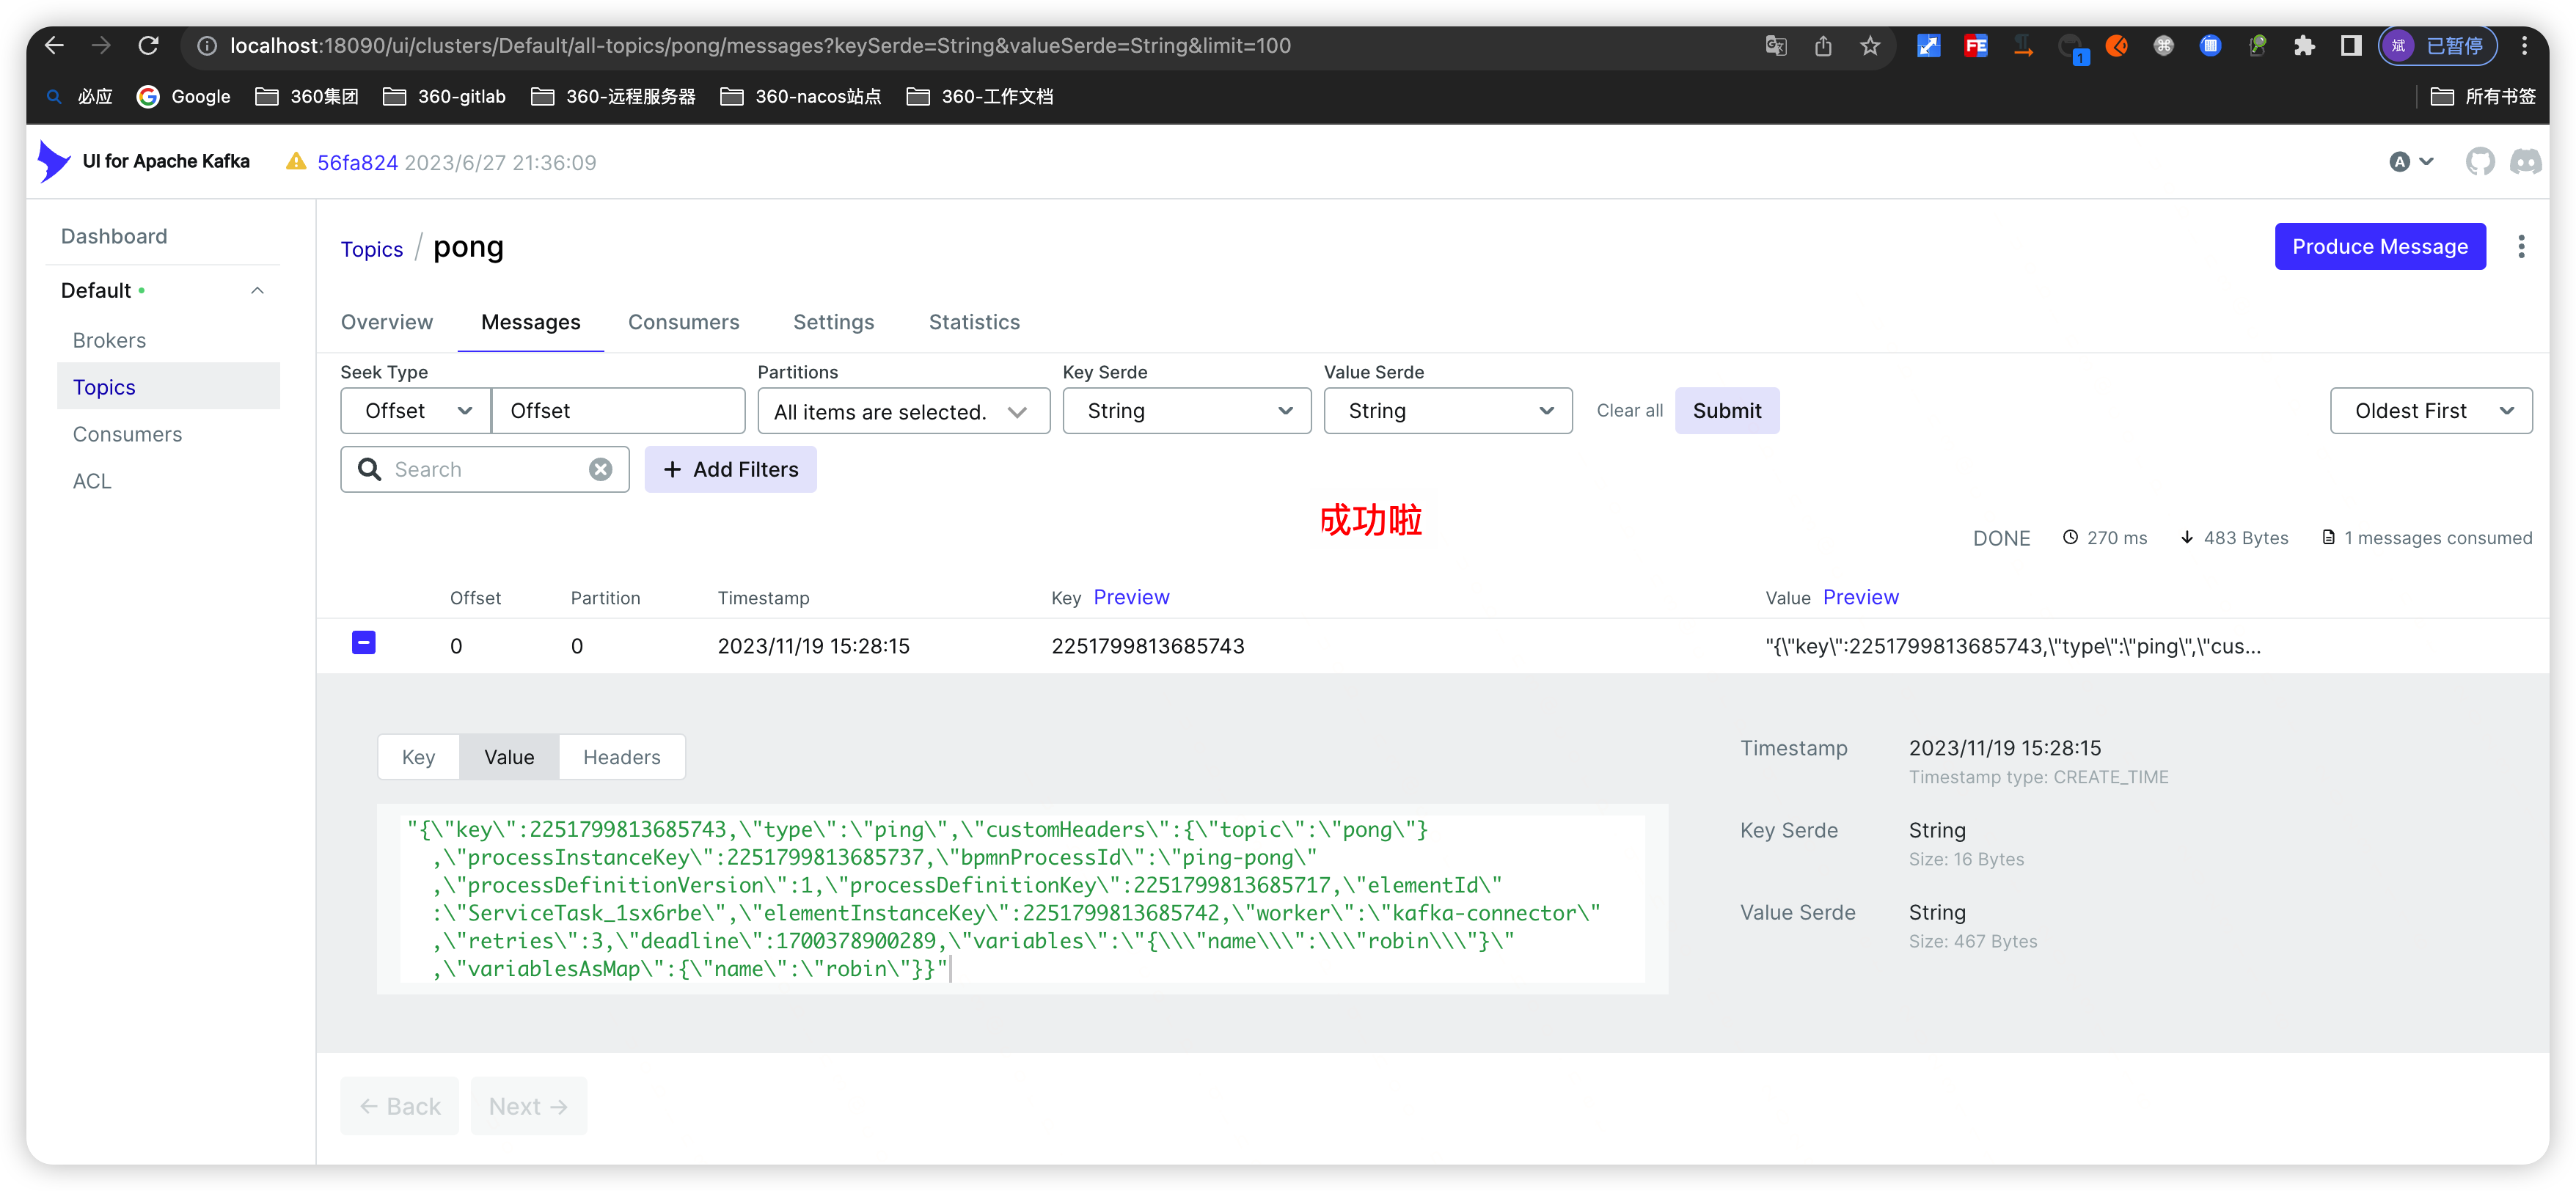 localhost:18090/ui/clusters/Default/all-topics/pong/messages?keySerde=String&valueSerde=String&limit=100
FE
1
斌 已暂停
必应 Google 360集团 360-gitlab 360-远程服务器 360-nacos站点 360-工作文档 所有书签
UI for Apache Kafka 56fa824 2023/6/27 21:36:09 A
Dashboard
Default
Brokers
Topics
Consumers
ACL
Topics / pong
Produce Message
Overview Messages Consumers Settings Statistics
Seek Type Partitions Key Serde Value Serde
Offset Offset All items are selected. String String Clear all Submit Oldest First
Search + Add Filters
成功啦
DONE 270 ms 483 Bytes 1 messages consumed
Offset Partition Timestamp Key Preview Value Preview
0 0 2023/11/19 15:28:15 2251799813685743 "{\"key\":2251799813685743,\"type\":\"ping\",\"cus...
Key Value Headers
"{\"key\":2251799813685743,\"type\":\"ping\",\"customHeaders\":{\"topic\":\"pong\"}
,\"processInstanceKey\":2251799813685737,\"bpmnProcessId\":\"ping-pong\"
,\"processDefinitionVersion\":1,\"processDefinitionKey\":2251799813685717,\"elementId\"
:\"ServiceTask_1sx6rbe\",\"elementInstanceKey\":2251799813685742,\"worker\":\"kafka-connector\"
,\"retries\":3,\"deadline\":1700378900289,\"variables\":\"{\\\"name\\\":\\\"robin\\\"}\"
,\"variablesAsMap\":{\"name\":\"robin\"}}"
Timestamp 2023/11/19 15:28:15
Timestamp type: CREATE_TIME
Key Serde String
Size: 16 Bytes
Value Serde String
Size: 467 Bytes
← Back Next →